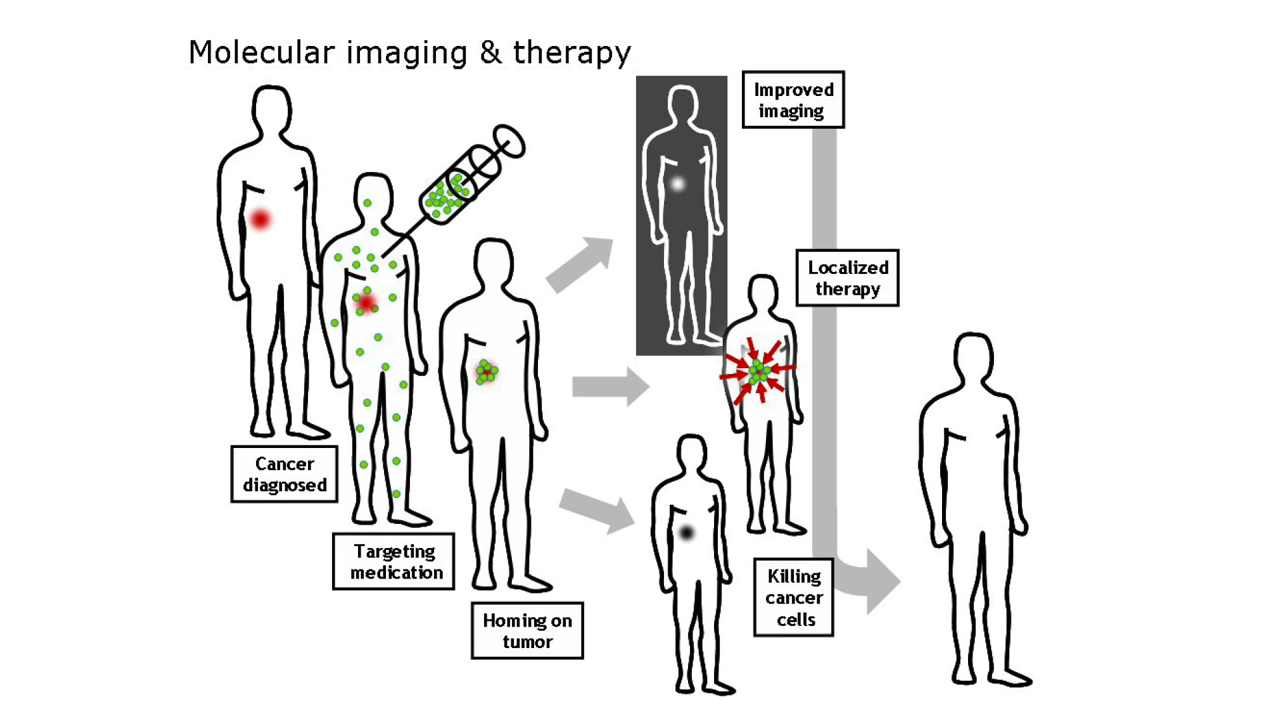 Molecular imaging & therapy
Improved
imaging
Localized
therapy
Cancer
diagnosed
Targeting
medication
Homing on
tumor
Killing
cancer
cells